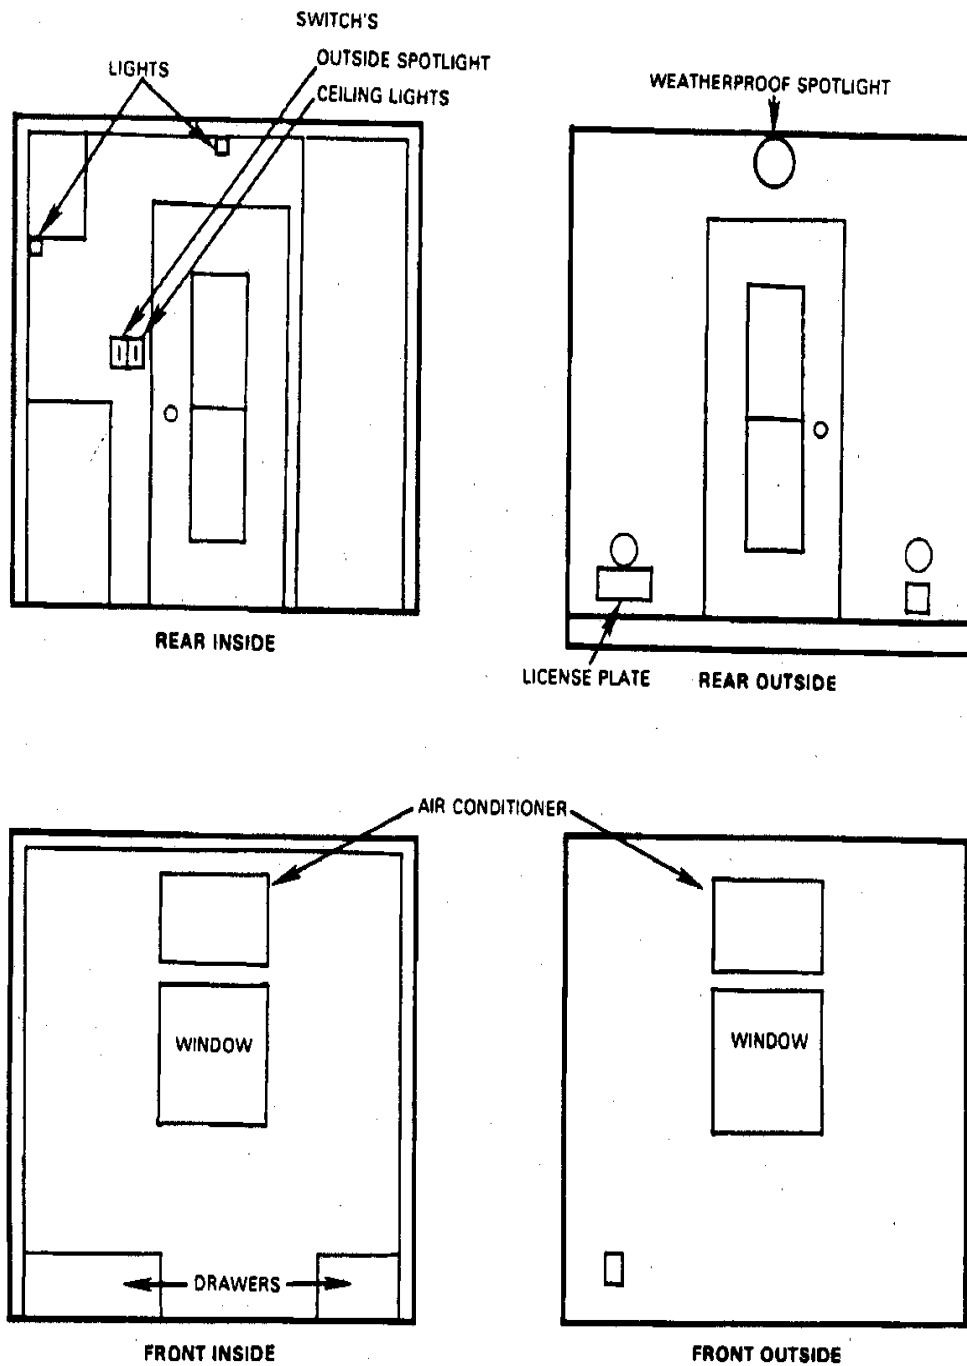 SWITCH'S
OUTSIDE SPOTLIGHT
LIGHTS
CEILING LIGHTS
WEATHERPROOF SPOTLIGHT
REAR INSIDE
LICENSE PLATE
REAR OUTSIDE
AIR CONDITIONER
WINDOW
WINDOW
DRAWERS
FRONT INSIDE
FRONT OUTSIDE